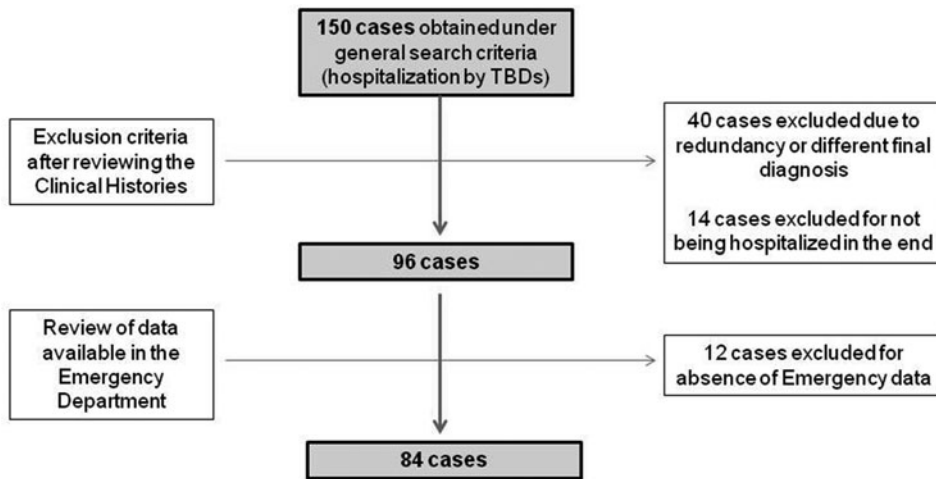 150 cases obtained under
general search criteria
(hospitalization by TBDs)
Exclusion criteria
after reviewing the
Clinical Histories
40 cases excluded due to
redundancy or different final
diagnosis
14 cases excluded for not
being hospitalized in the end
96 cases
Review of data
available in the
Emergency
Department
12 cases excluded for
absence of Emergency data
84 cases